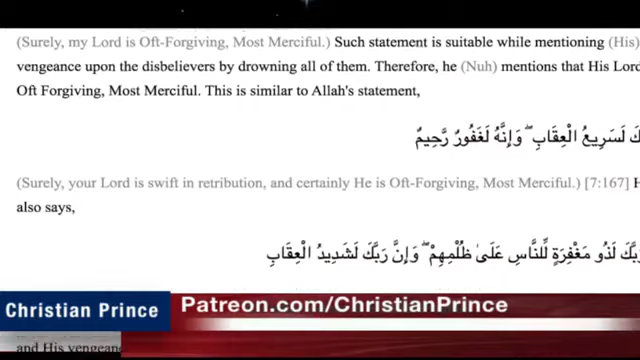 (Surely, my Lord is Oft-Forgiving, Most Merciful.) Such statement is suitable while mentioning (His)
vengeance upon the disbelievers by drowning all of them. Therefore, he (Nuh) mentions that His Lord
Oft Forgiving, Most Merciful. This is similar to Allah's statement,
لَسَرِيعُ الْعِقَابِ ۖ وَإِنَّهُ لَغَفُورٌ رَّحِيمٌ
(Surely, your Lord is swift in retribution, and certainly He is Oft-Forgiving, Most Merciful.) [7:167]
also says,
رَبَّكَ لَذُو مَغْفِرَةٍ لِّلنَّاسِ عَلَىٰ ظُلْمِهِمْ ۖ وَإِنَّ رَبَّكَ لَشَدِيدُ الْعِقَابِ
Christian Prince
Patreon.com/ChristianPrince
and His